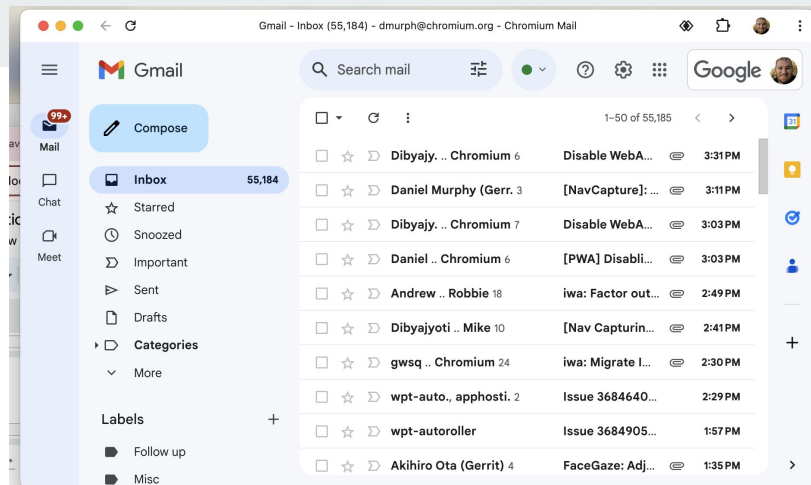 Gmail - Inbox (55,184) - dmurph@chromium.org - Chromium Mail
Gmail
Search mail
Google
99+
Mail
Chat
Meet
Compose
Inbox 55,184
Starred
Snoozed
Important
Sent
Drafts
Categories
More
Labels
Follow up
Misc
1–50 of 55,185
Dibyajy. .. Chromium 6 Disable WebA... 3:31 PM
Daniel Murphy (Gerr. 3 [NavCapture]: ... 3:11 PM
Dibyajy. .. Chromium 7 Disable WebA... 3:03 PM
Daniel .. Chromium 6 [PWA] Disabli... 3:03 PM
Andrew .. Robbie 18 iwa: Factor out... 2:49 PM
Dibyajyoti .. Mike 10 [Nav Capturin... 2:41 PM
gwsq .. Chromium 24 iwa: Migrate I... 2:30 PM
wpt-auto., apphosti. 2 Issue 3684640... 2:29 PM
wpt-autoroller Issue 3684905... 1:57 PM
Akihiro Ota (Gerrit) 4 FaceGaze: Adj... 1:35 PM
31